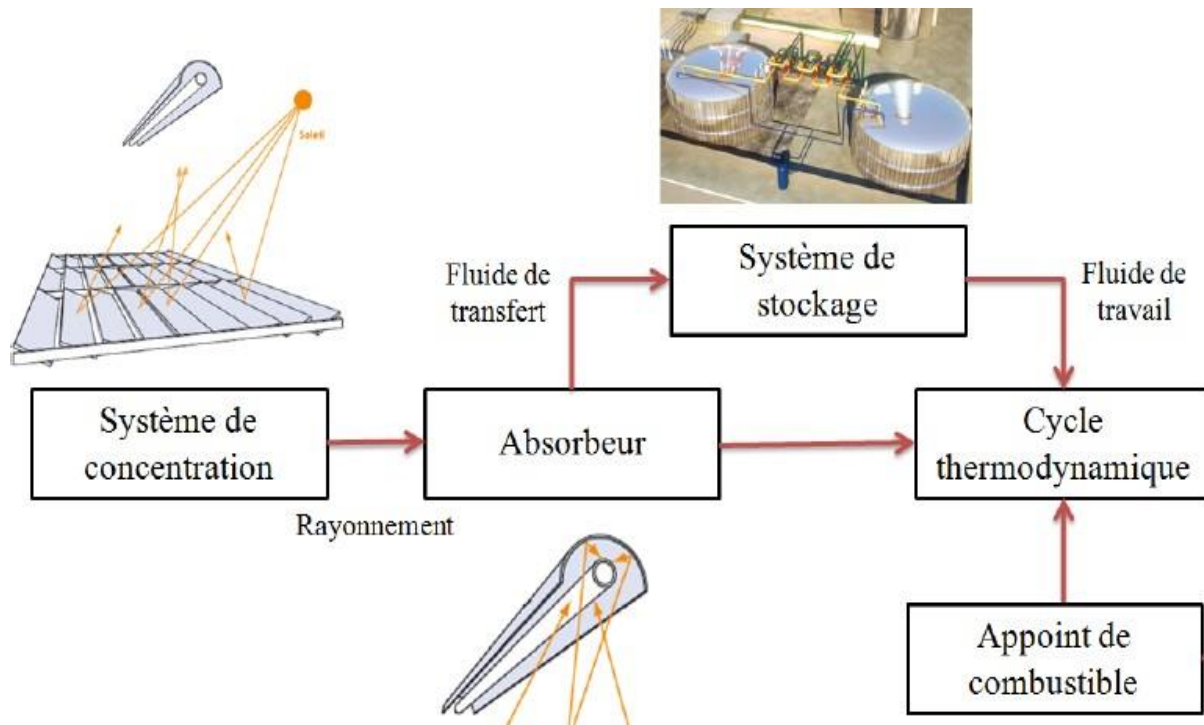 Soleil
Fluide de
transfert
Système de
stockage
Fluide de
travail
Système de
concentration
Absorbeur
Cycle
thermodynamique
Rayonnement
Appoint de
combustible